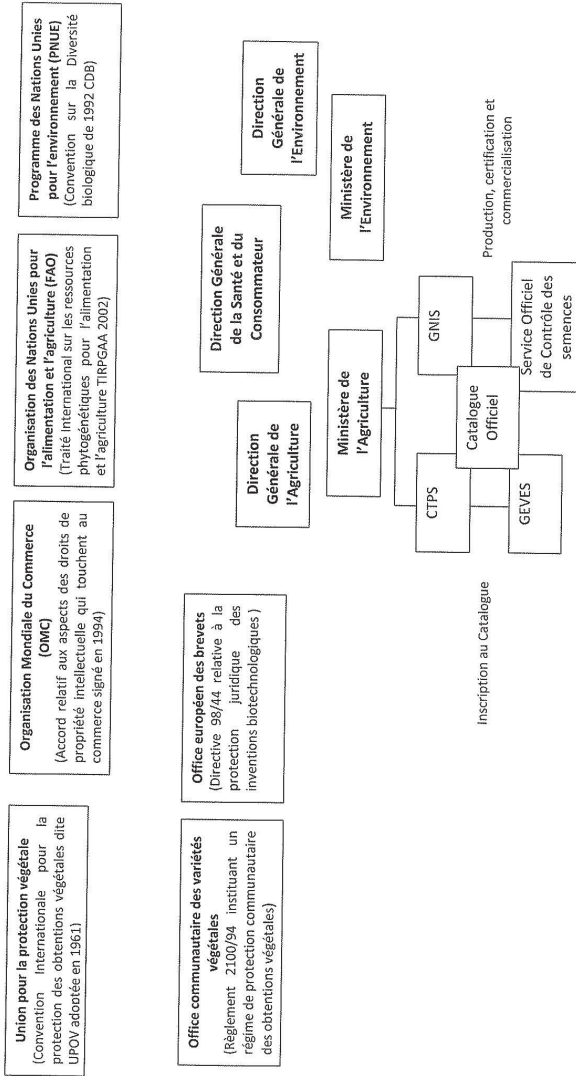 Union pour la protection végétale
(Convention Internationale pour la
protection des obtentions végétales dite
UPOV adoptée en 1961)
Organisation Mondiale du Commerce
(OMC)
(Accord relatif aux aspects des droits de
propriété intellectuelle qui touchent au
commerce signé en 1994)
Organisation des Nations Unies pour
l'alimentation et l'agriculture (FAO)
(Traité International sur les ressources
phytogénétiques pour l'alimentation
et l'agriculture TIRPGAA 2002)
Programme des Nations Unies
pour l'environnement (PNUE)
(Convention sur la Diversité
biologique de 1992 CDB)
Office communautaire des variétés
végétales
(Règlement 2100/94 instituant un
régime de protection communautaire
des obtentions végétales)
Office européen des brevets
(Directive 98/44 relative à la
protection juridique des
inventions biotechnologiques )
Direction
Générale de
l'Agriculture
Direction Générale
de la Santé et du
Consommateur
Direction
Générale de
l'Environnement
Ministère de
l'Agriculture
Ministère de
l'Environnement
CTPS
GNIS
Catalogue
Officiel
GEVES
Service Officiel
de Contrôle des
semences
Inscription au Catalogue
Production, certification et
commercialisation